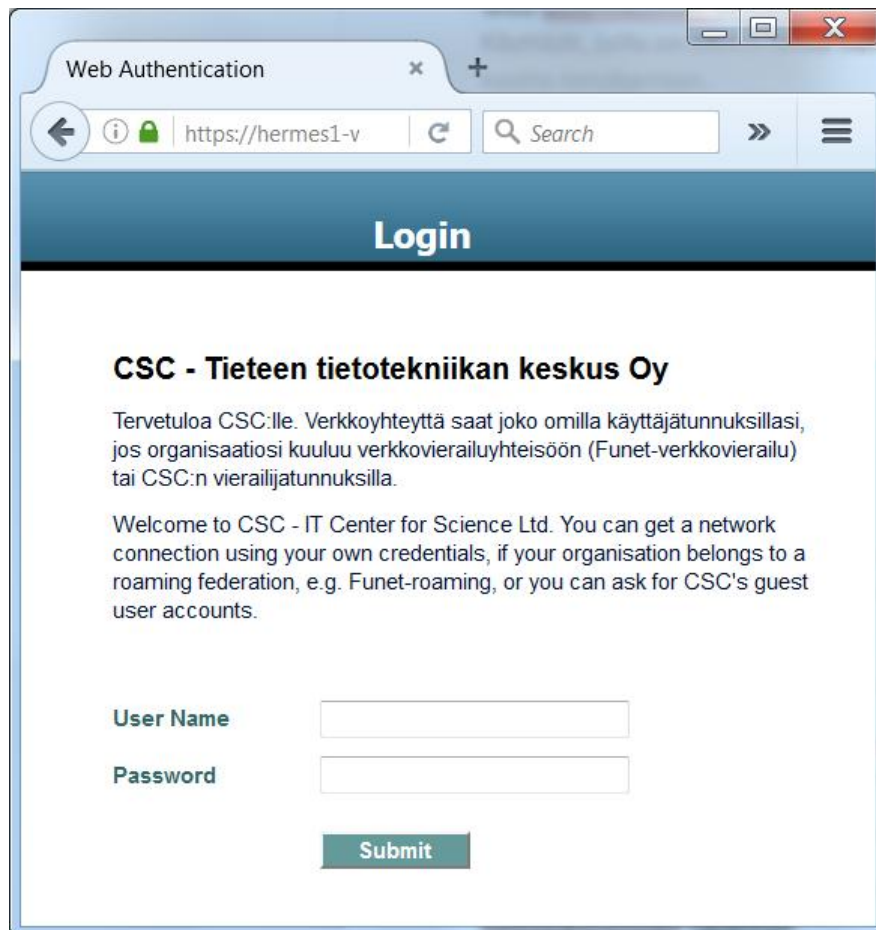 Web Authentication
https://hermes1-v
Search
Login
CSC - Tieteen tietotekniikan keskus Oy
Tervetuloa CSC:lle. Verkkoyhteyttä saat joko omilla käyttäjätunnuksillasi,
jos organisaatiosi kuuluu verkkovierailuyhteisöön (Funet-verkkovierailu)
tai CSC:n vierailijatunnuksilla.
Welcome to CSC - IT Center for Science Ltd. You can get a network
connection using your own credentials, if your organisation belongs to a
roaming federation, e.g. Funet-roaming, or you can ask for CSC's guest
user accounts.
User Name
Password
Submit